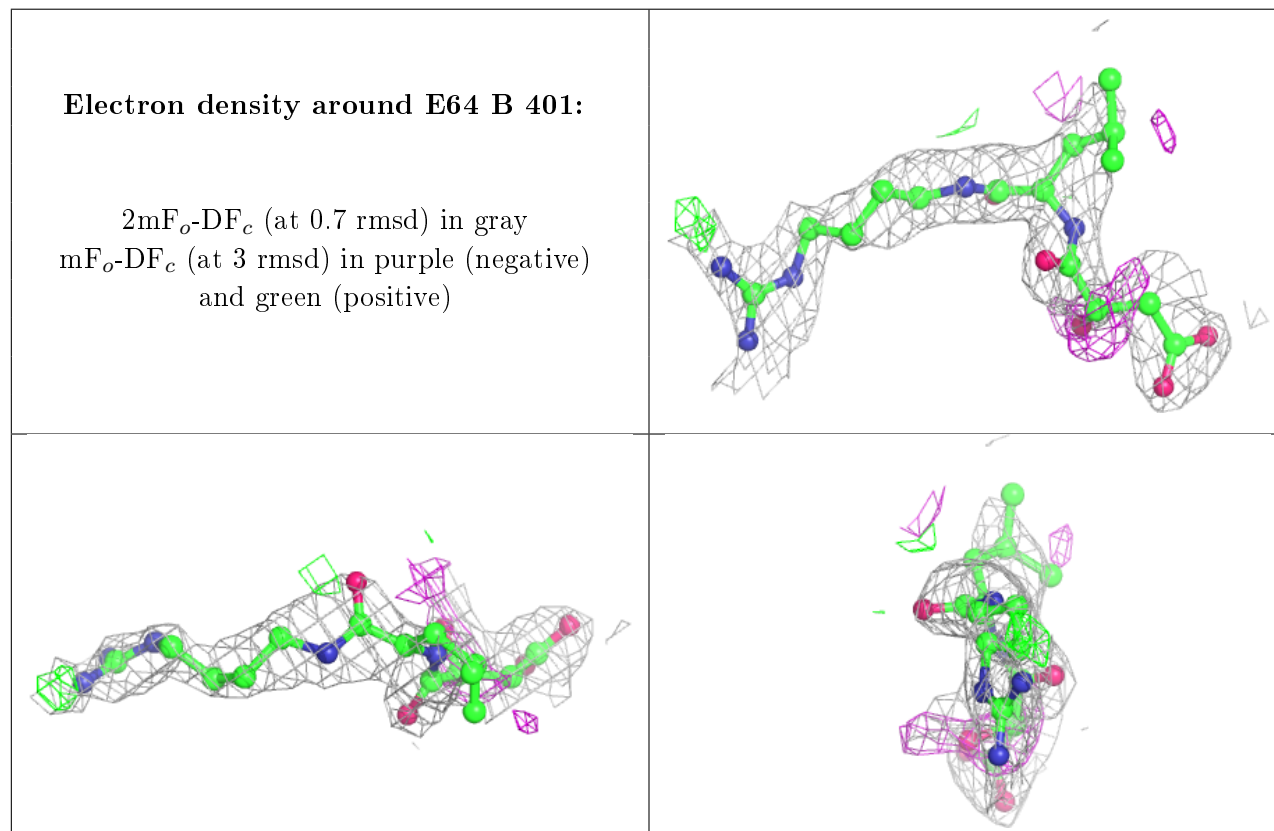 Electron density around E64 B 401:
2mFₒ-DF𝒸 (at 0.7 rmsd) in gray
mFₒ-DF𝒸 (at 3 rmsd) in purple (negative)
and green (positive)